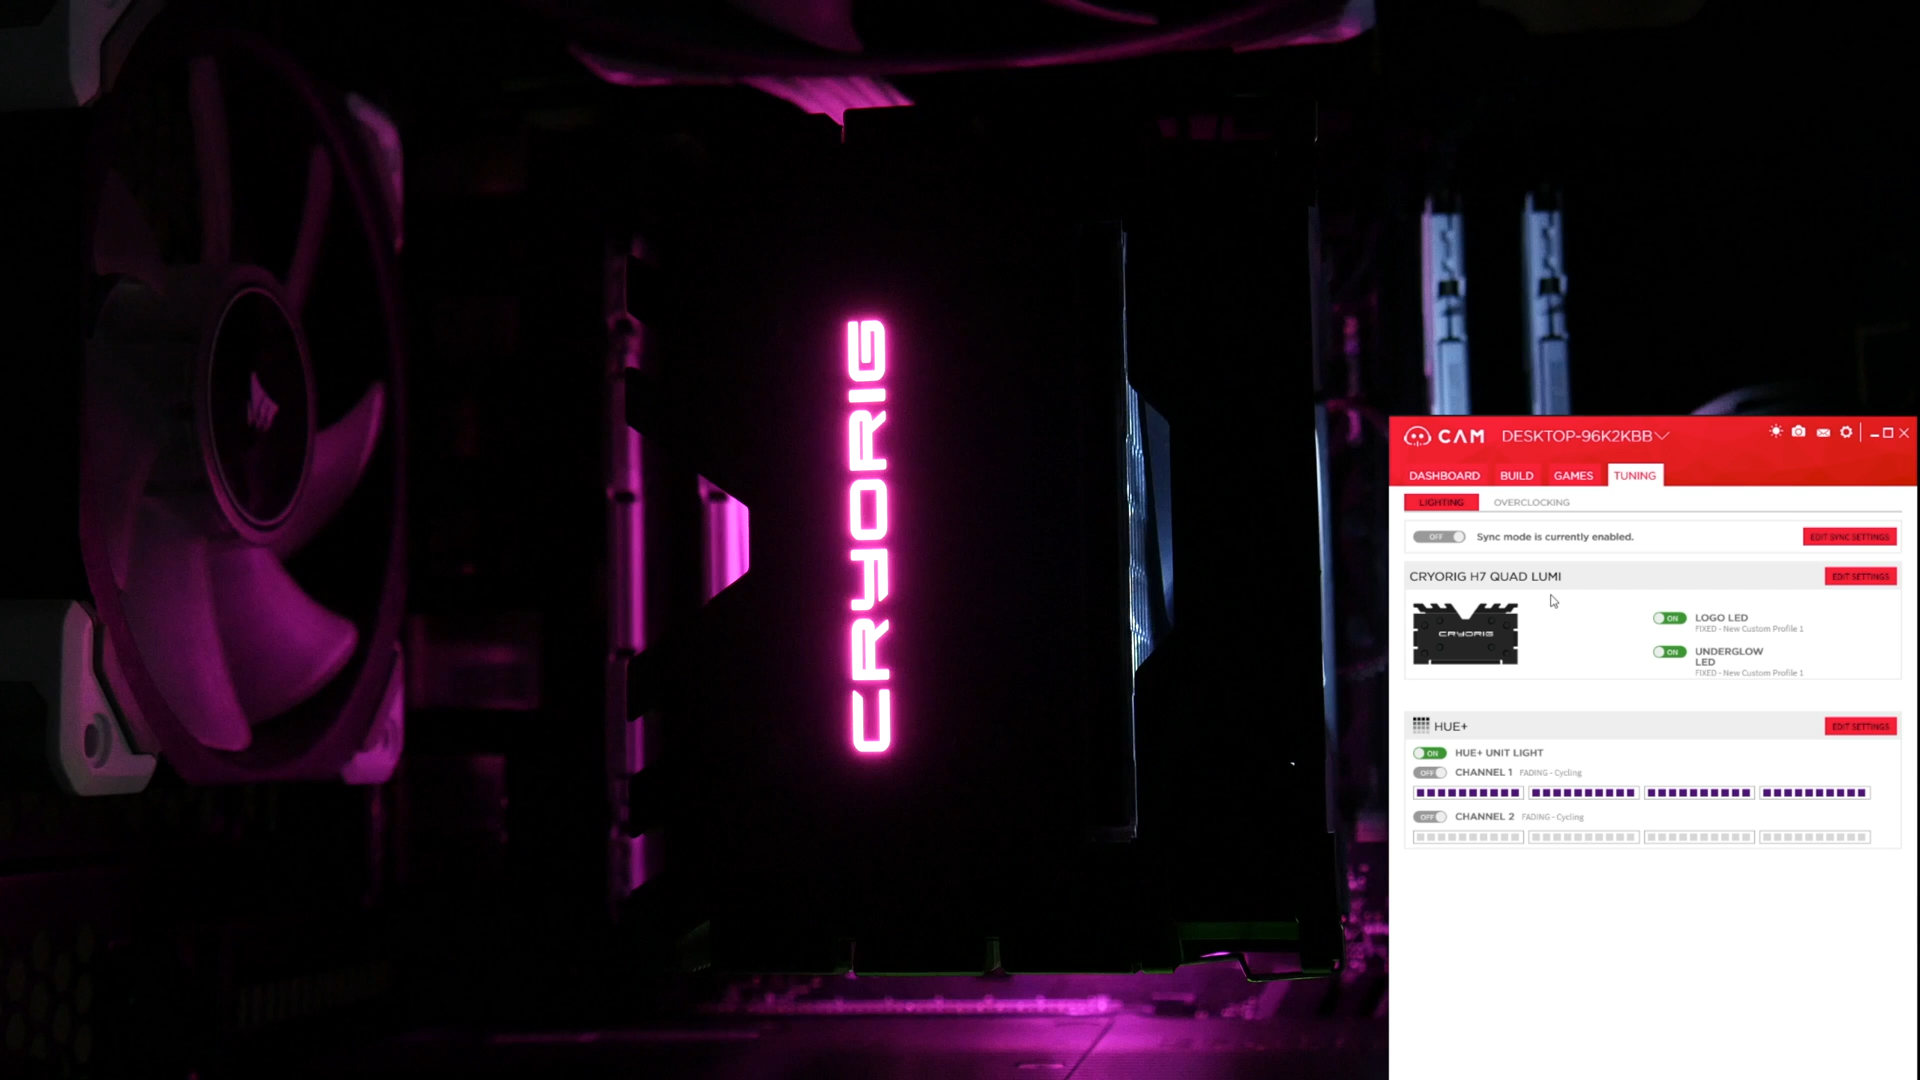 CRYORIG
CAM DESKTOP-96K2KBB
DASHBOARD BUILD GAMES TUNING
LIGHTING OVERCLOCKING
OFF Sync mode is currently enabled. EDIT SYNC SETTINGS
CRYORIG H7 QUAD LUMI EDIT SETTINGS
CRYORIG
ON LOGO LED
FIXED - New Custom Profile 1
ON UNDERGLOW
LED
FIXED - New Custom Profile 1
HUE+ EDIT SETTINGS
ON HUE+ UNIT LIGHT
OFF CHANNEL 1 FADING - Cycling
OFF CHANNEL 2 FADING - Cycling